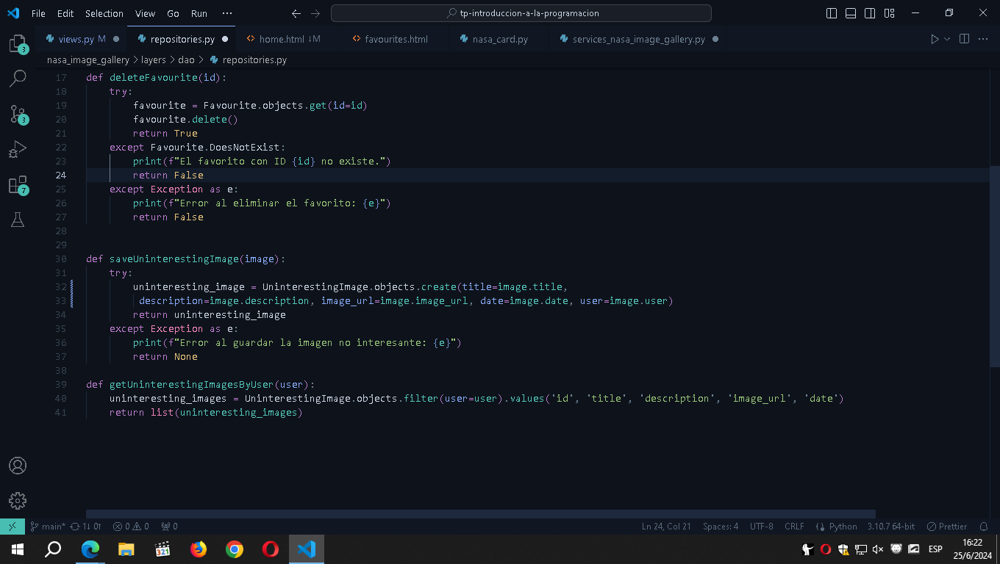 File Edit Selection View Go Run ··· tp-introduccion-a-la-programacion
views.py M repositories.py home.html ↓M favourites.html nasa_card.py services_nasa_image_gallery.py
nasa_image_gallery > layers > dao > repositories.py
17 def deleteFavourite(id):
18 try:
19 favourite = Favourite.objects.get(id=id)
20 favourite.delete()
21 return True
22 except Favourite.DoesNotExist:
23 print(f"El favorito con ID {id} no existe.")
24 return False
25 except Exception as e:
26 print(f"Error al eliminar el favorito: {e}")
27 return False
28
29
30 def saveUninterestingImage(image):
31 try:
32 uninteresting_image = UninterestingImage.objects.create(title=image.title,
33 description=image.description, image_url=image.image_url, date=image.date, user=image.user)
34 return uninteresting_image
35 except Exception as e:
36 print(f"Error al guardar la imagen no interesante: {e}")
37 return None
38
39 def getUninterestingImagesByUser(user):
40 uninteresting_images = UninterestingImage.objects.filter(user=user).values('id', 'title', 'description', 'image_url', 'date')
41 return list(uninteresting_images)
3
3
7
main* 1↓ 0↑ 0 0 0 Ln 24, Col 21 Spaces: 4 UTF-8 CRLF Python 3.10.7 64-bit Prettier
321
ESP
16:22
25/6/2024